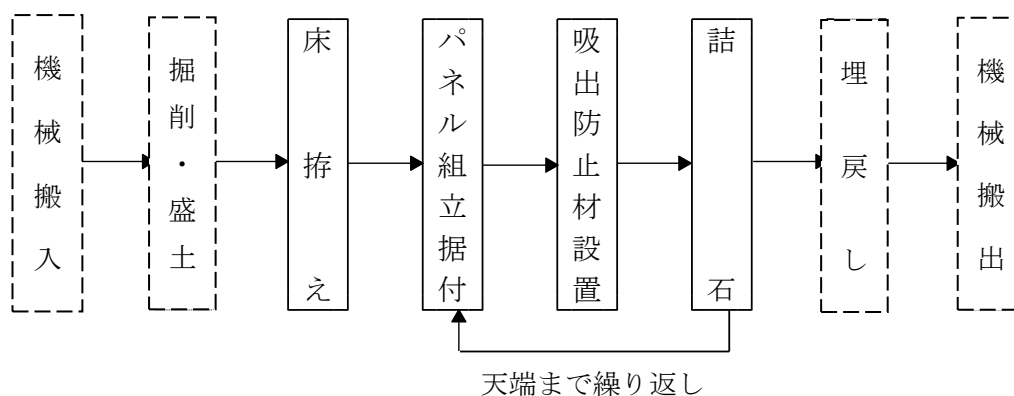 機械搬入
掘削・盛土
床拵え
パネル組立据付
吸出防止材設置
詰石
埋戻し
機械搬出
天端まで繰り返し